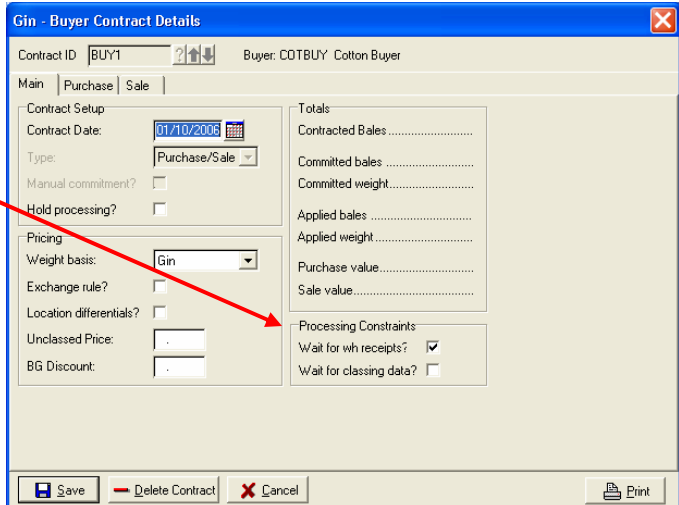 Gin - Buyer Contract Details
Contract ID BUY1 ? Buyer: COTBUY Cotton Buyer
Main Purchase Sale
Contract Setup
Contract Date: 01/10/2006
Type: Purchase/Sale
Manual commitment?
Hold processing?
Pricing
Weight basis: Gin
Exchange rule?
Location differentials?
Unclassed Price: .
BG Discount: .
Totals
Contracted Bales..........................
Committed bales ..........................
Committed weight..........................
Applied bales ..........................
Applied weight..........................
Purchase value..........................
Sale value..........................
Processing Constraints
Wait for wh receipts?
Wait for classing data?
Save Delete Contract Cancel Print